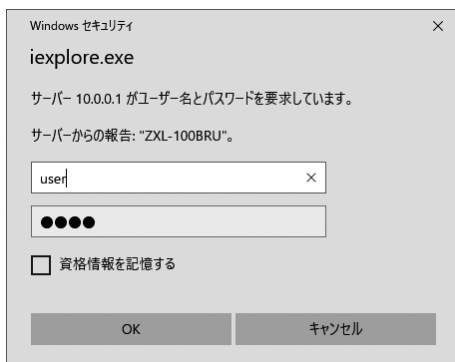 Windows セキュリティ
iexplore.exe
サーバー 10.0.0.1 がユーザー名とパスワードを要求しています。
サーバーからの報告: "ZXL-100BRU"。
user
●●●●
資格情報を記憶する
OK
キャンセル